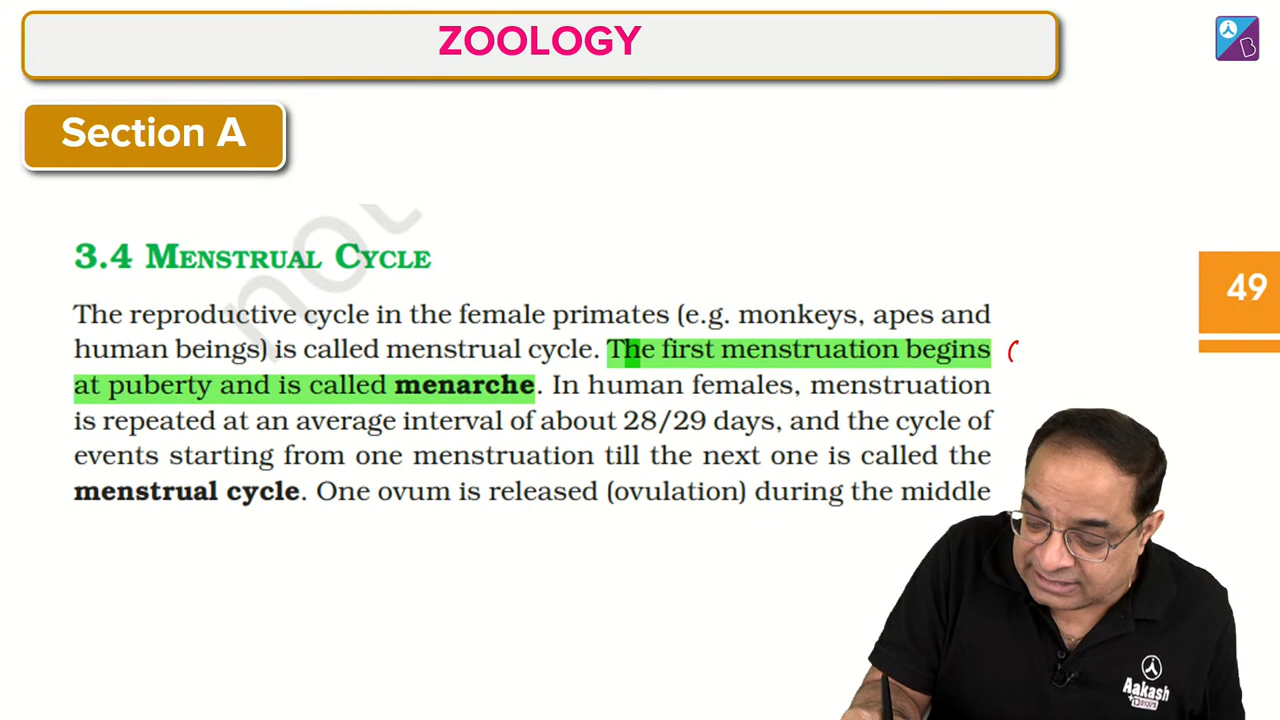 ZOOLOGY
Section A
not
3.4 MENSTRUAL CYCLE
The reproductive cycle in the female primates (e.g. monkeys, apes and
human beings) is called menstrual cycle. The first menstruation begins
at puberty and is called menarche. In human females, menstruation
is repeated at an average interval of about 28/29 days, and the cycle of
events starting from one menstruation till the next one is called the
menstrual cycle. One ovum is released (ovulation) during the middle
49
Aakash